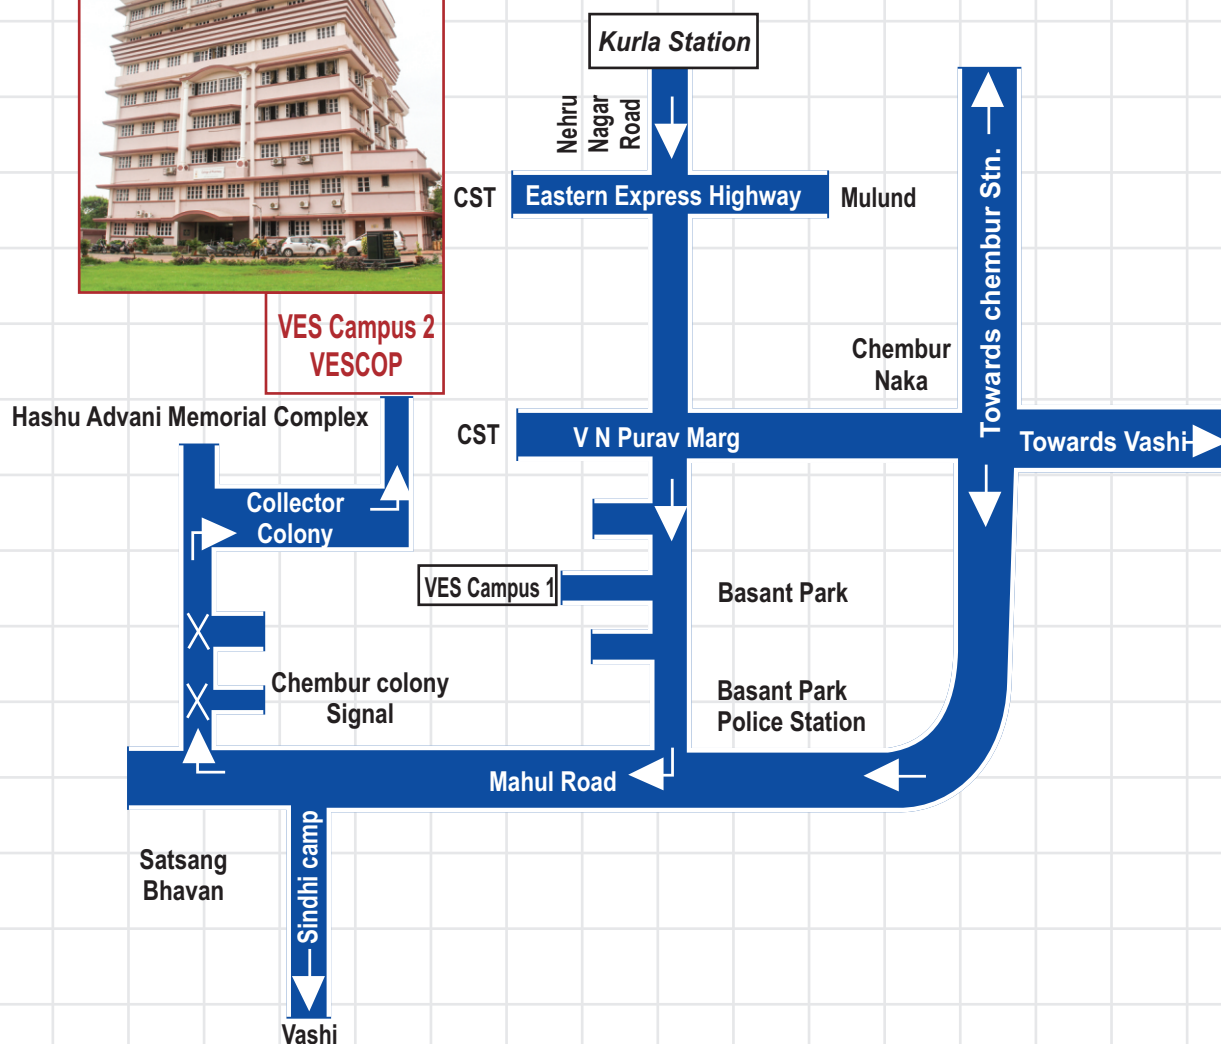 Kurla Station
Nehru
Nagar
Road
CST
Eastern Express Highway
Mulund
Towards chembur Stn.
VES Campus 2
VESCOP
Chembur
Naka
Hashu Advani Memorial Complex
CST
V N Purav Marg
Towards Vashi
Collector
Colony
VES Campus 1
Basant Park
Chembur colony
Signal
Basant Park
Police Station
Mahul Road
Sindhi camp
Satsang
Bhavan
Vashi